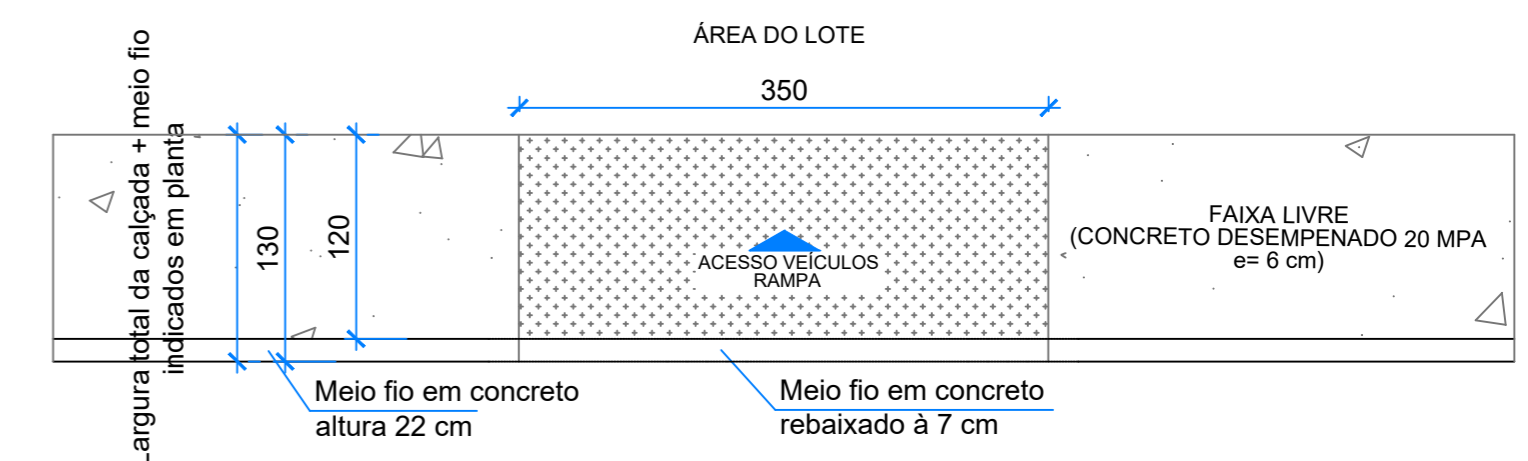 ÁREA DO LOTE
350
Largura total da calçada + meio fio
indicados em planta
130
120
ACESSO VEÍCULOS
RAMPA
FAIXA LIVRE
(CONCRETO DESEMPENADO 20 MPA
e= 6 cm)
Meio fio em concreto
altura 22 cm
Meio fio em concreto
rebaixado à 7 cm